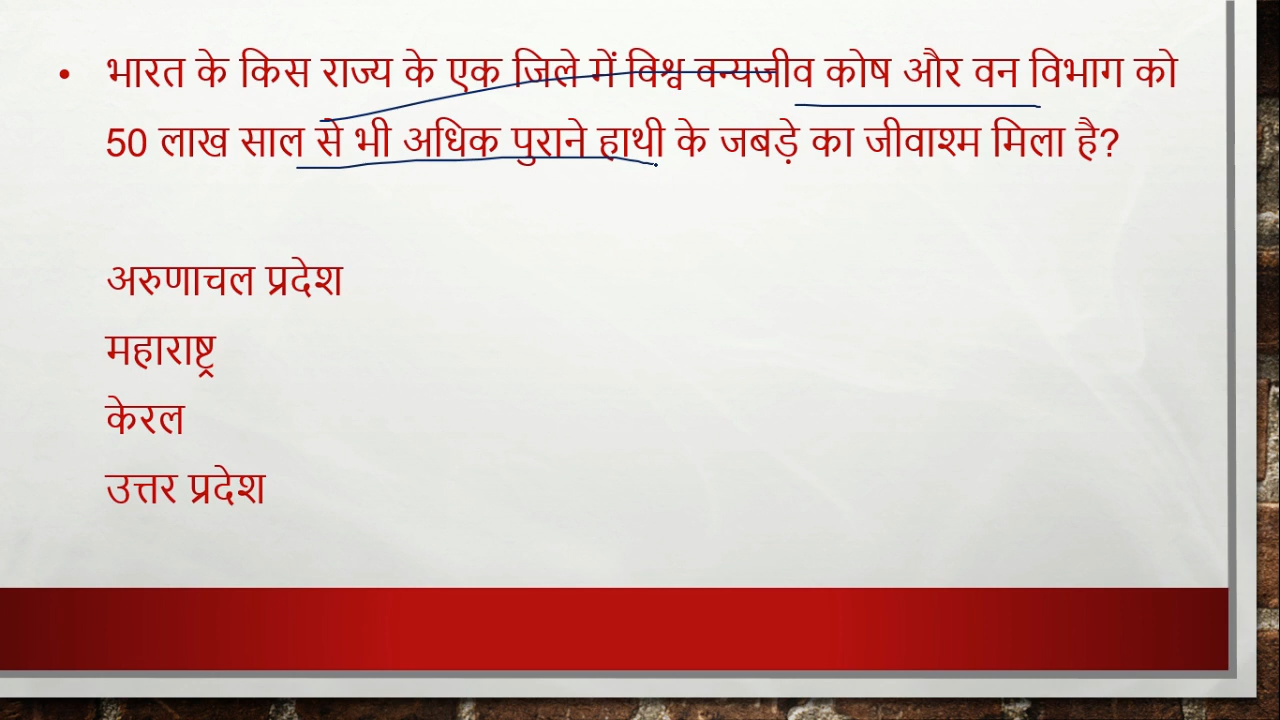 • भारत के किस राज्य के एक जिले में विश्व वन्यजीव कोष और वन विभाग को
50 लाख साल से भी अधिक पुराने हाथी के जबड़े का जीवाश्म मिला है?
अरुणाचल प्रदेश
महाराष्ट्र
केरल
उत्तर प्रदेश